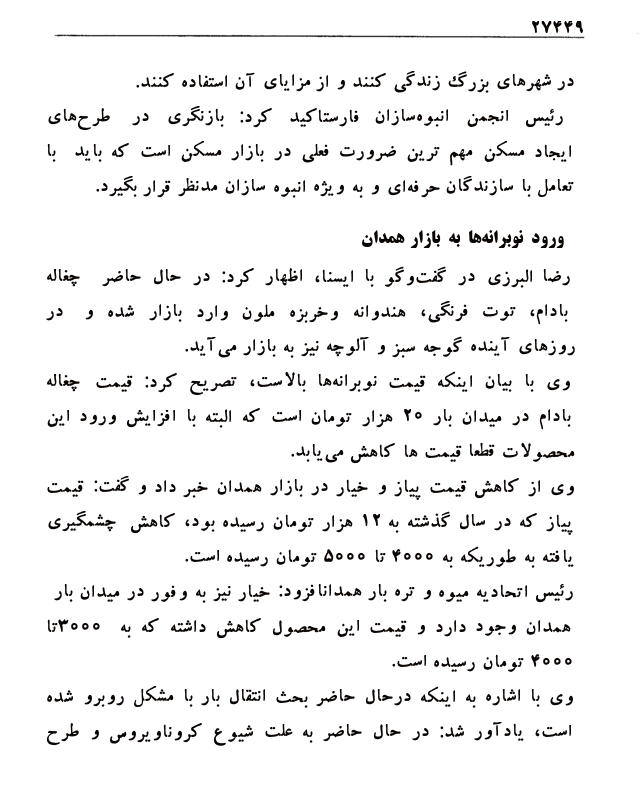 ۲۷۴۴۹
در شهرهای بزرگ زندگی کنند و از مزایای آن استفاده کنند.
رئیس انجمن انبوه‌سازان فارستاکید کرد: بازنگری در طرح‌های
ایجاد مسکن مهم ترین ضرورت فعلی در بازار مسکن است که باید با
تعامل با سازندگان حرفه‌ای و به ویژه انبوه سازان مدنظر قرار بگیرد.
ورود نوبرانه‌ها به بازار همدان
رضا البرزی در گفت‌وگو با ایسنا، اظهار کرد: در حال حاضر چغاله
بادام، توت فرنگی، هندوانه وخربزه ملون وارد بازار شده و در
روزهای آینده گوجه سبز و آلوچه نیز به بازار می‌آید.
وی با بیان اینکه قیمت نوبرانه‌ها بالاست، تصریح کرد: قیمت چغاله
بادام در میدان بار ۲۰ هزار تومان است که البته با افزایش ورود این
محصولات قطعا قیمت ها کاهش می‌یابد.
وی از کاهش قیمت پیاز و خیار در بازار همدان خبر داد و گفت: قیمت
پیاز که در سال گذشته به ۱۲ هزار تومان رسیده بود، کاهش چشمگیری
یافته به طوریکه به ۴۰۰۰ تا ۵۰۰۰ تومان رسیده است.
رئیس اتحادیه میوه و تره بار همدانافزود: خیار نیز به وفور در میدان بار
همدان وجود دارد و قیمت این محصول کاهش داشته که به ۳۰۰۰تا
۴۰۰۰ تومان رسیده است.
وی با اشاره به اینکه درحال حاضر بحث انتقال بار با مشکل روبرو شده
است، یادآور شد: در حال حاضر به علت شیوع کروناویروس و طرح